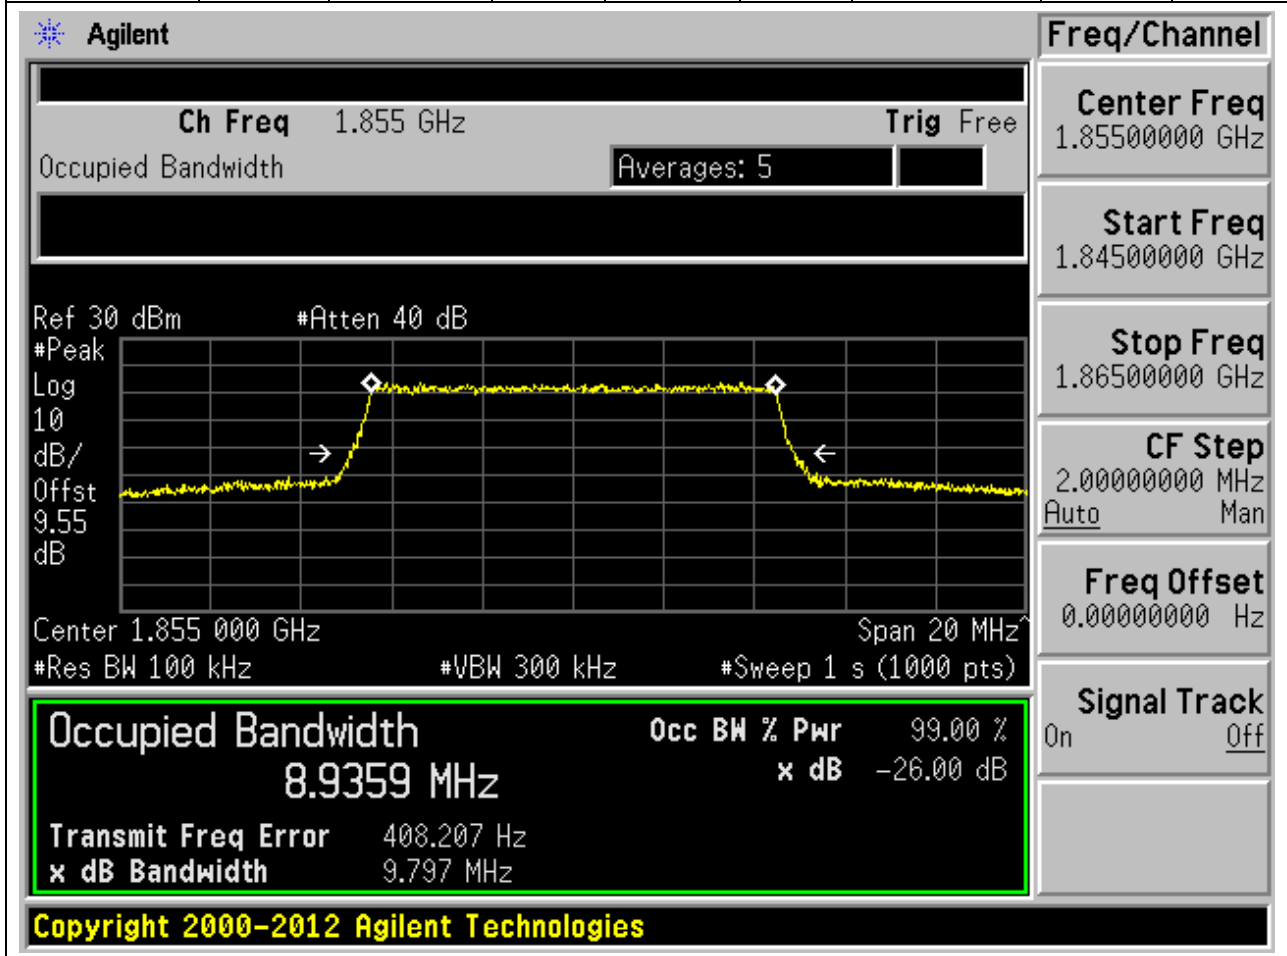 Agilent
Freq/Channel
Ch Freq 1.855 GHz Trig Free
Occupied Bandwidth Averages: 5
Ref 30 dBm #Atten 40 dB
#Peak
Log
10
dB/
Offst
9.55
dB
Center 1.855 000 GHz Span 20 MHz^
#Res BW 100 kHz #VBW 300 kHz #Sweep 1 s (1000 pts)
Occupied Bandwidth
8.9359 MHz
Occ BW % Pwr 99.00 %
x dB -26.00 dB
Transmit Freq Error 408.207 Hz
x dB Bandwidth 9.797 MHz
Copyright 2000-2012 Agilent Technologies
Center Freq
1.85500000 GHz
Start Freq
1.84500000 GHz
Stop Freq
1.86500000 GHz
CF Step
2.00000000 MHz
Auto Man
Freq Offset
0.00000000 Hz
Signal Track
On Off